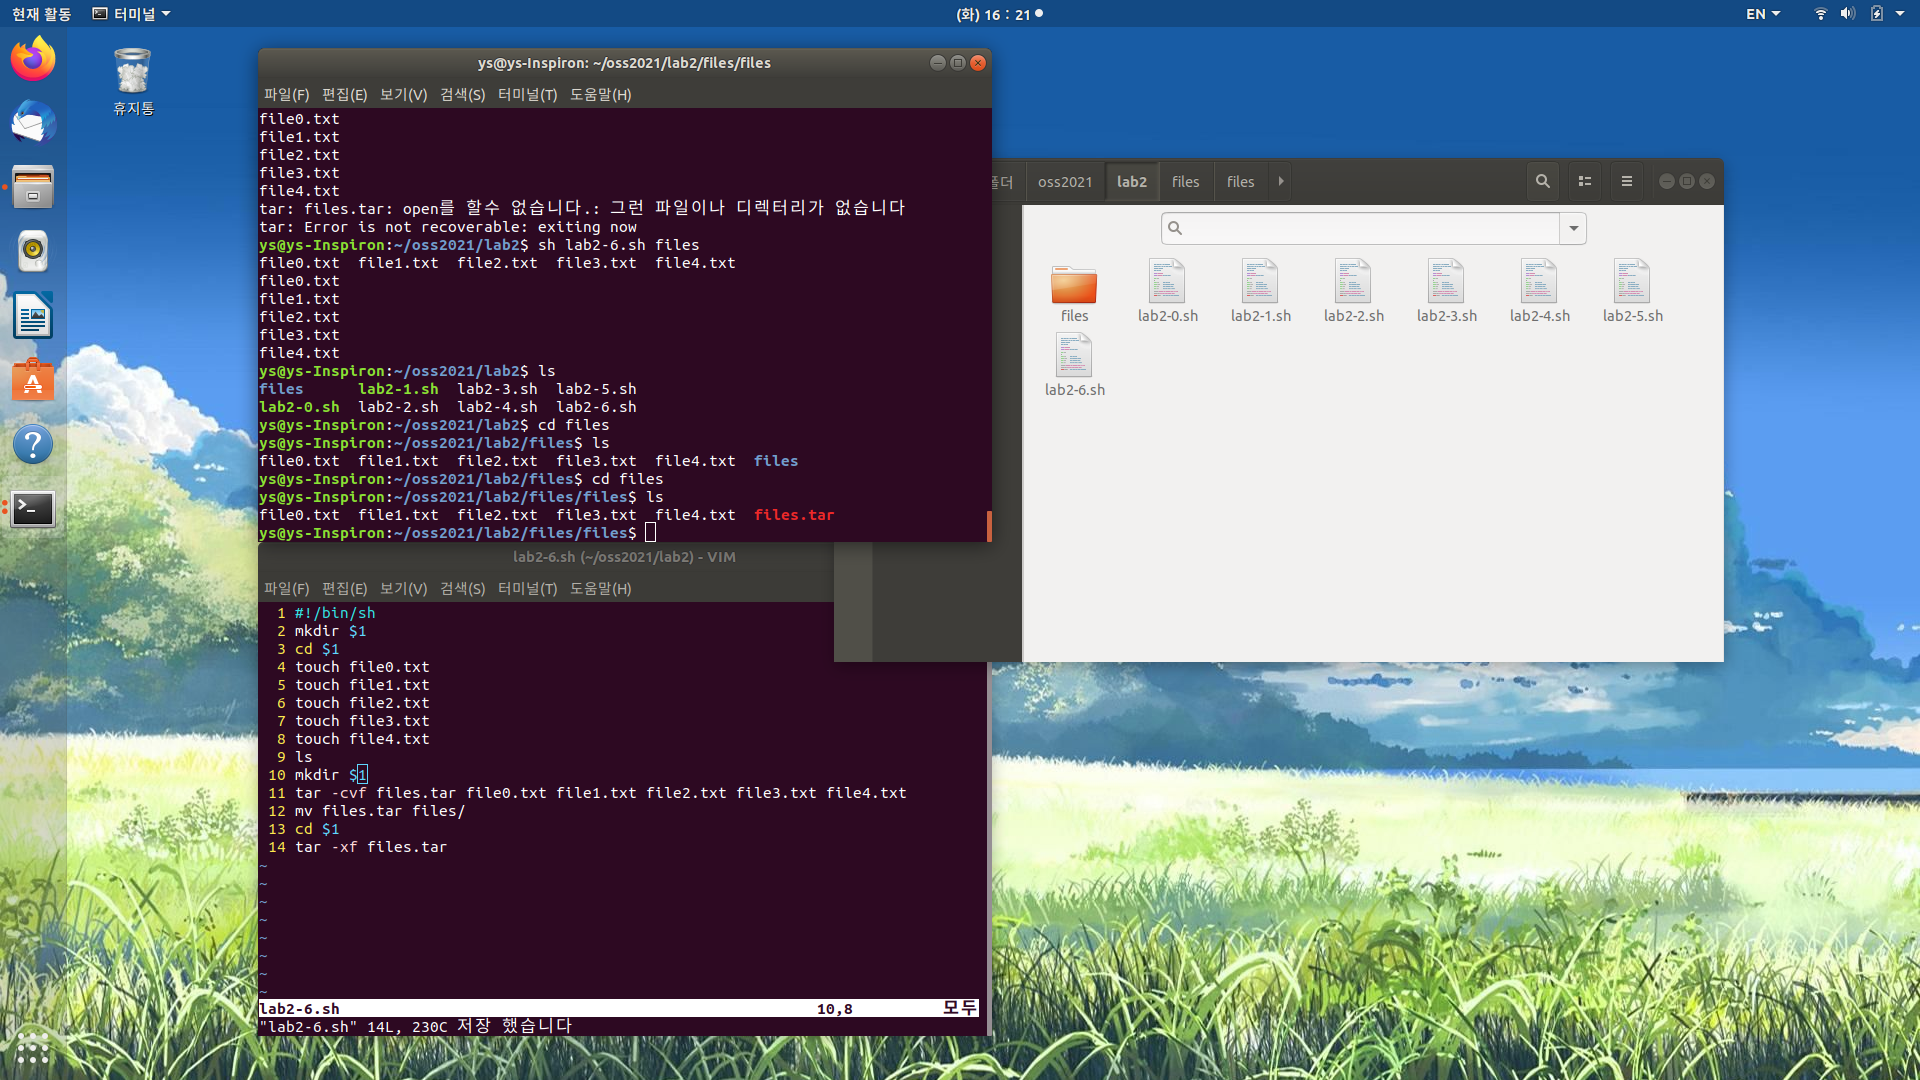 현재 활동
터미널
(화) 16 : 21
EN
휴지통
ys@ys-Inspiron: ~/oss2021/lab2/files/files
파일(F) 편집(E) 보기(V) 검색(S) 터미널(T) 도움말(H)
file0.txt
file1.txt
file2.txt
file3.txt
file4.txt
tar: files.tar: open를 할수 없습니다.: 그런 파일이나 디렉터리가 없습니다
tar: Error is not recoverable: exiting now
ys@ys-Inspiron:~/oss2021/lab2$ sh lab2-6.sh files
file0.txt  file1.txt  file2.txt  file3.txt  file4.txt
file0.txt
file1.txt
file2.txt
file3.txt
file4.txt
ys@ys-Inspiron:~/oss2021/lab2$ ls
files      lab2-1.sh  lab2-3.sh  lab2-5.sh
lab2-0.sh  lab2-2.sh  lab2-4.sh  lab2-6.sh
ys@ys-Inspiron:~/oss2021/lab2$ cd files
ys@ys-Inspiron:~/oss2021/lab2/files$ ls
file0.txt  file1.txt  file2.txt  file3.txt  file4.txt  files
ys@ys-Inspiron:~/oss2021/lab2/files$ cd files
ys@ys-Inspiron:~/oss2021/lab2/files/files$ ls
file0.txt  file1.txt  file2.txt  file3.txt  file4.txt  files.tar
ys@ys-Inspiron:~/oss2021/lab2/files/files$
oss2021 lab2 files files
files lab2-0.sh lab2-1.sh lab2-2.sh lab2-3.sh lab2-4.sh lab2-5.sh
lab2-6.sh
lab2-6.sh (~/oss2021/lab2) - VIM
파일(F) 편집(E) 보기(V) 검색(S) 터미널(T) 도움말(H)
1 #!/bin/sh
2 mkdir $1
3 cd $1
4 touch file0.txt
5 touch file1.txt
6 touch file2.txt
7 touch file3.txt
8 touch file4.txt
9 ls
10 mkdir $1
11 tar -cvf files.tar file0.txt file1.txt file2.txt file3.txt file4.txt
12 mv files.tar files/
13 cd $1
14 tar -xf files.tar
~
~
~
~
~
~
~
~
lab2-6.sh 10,8 모두
"lab2-6.sh" 14L, 230C 저장 했습니다